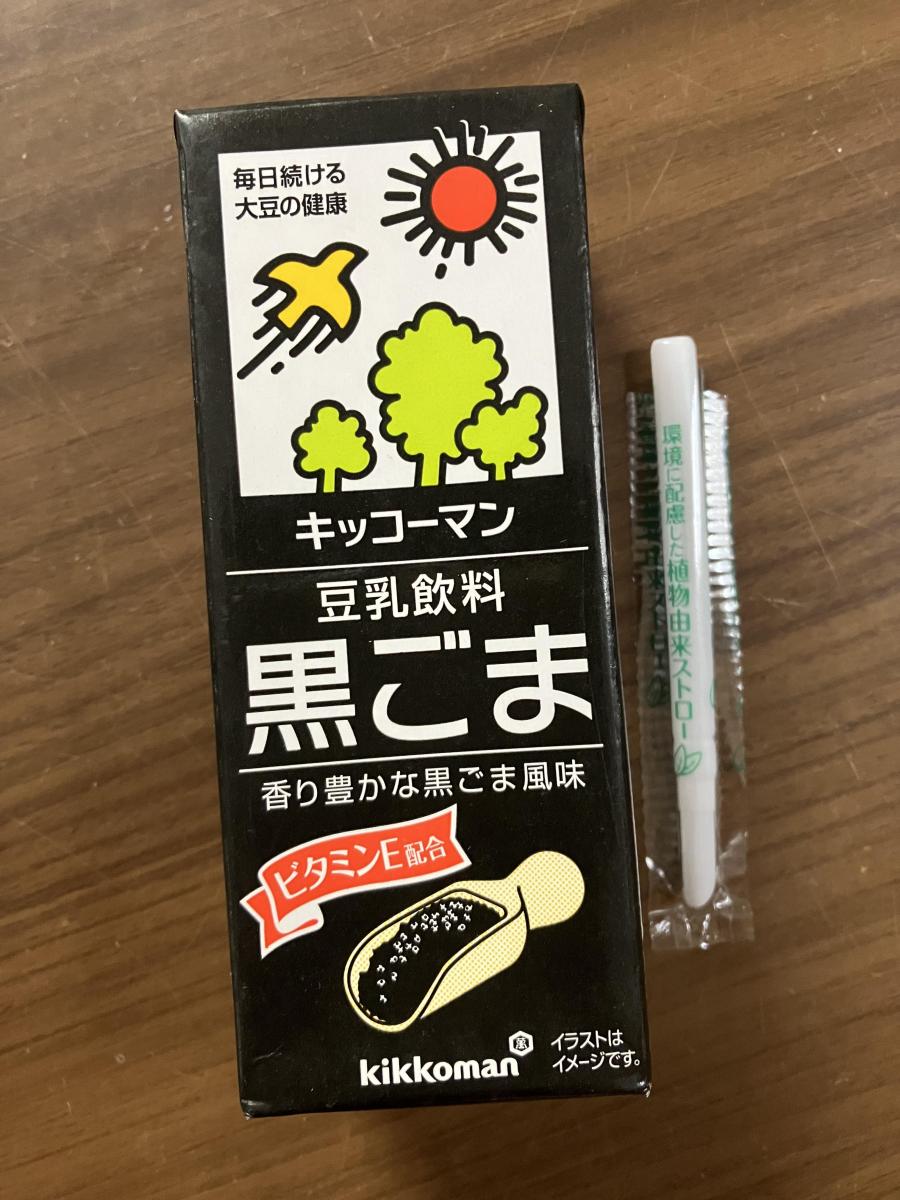 毎日続ける
大豆の健康
キッコーマン
豆乳飲料
黒ごま
香り豊かな黒ごま風味
ビタミンE配合
kikkoman
イラストは
イメージです。
環境に配慮した植物由来ストロー